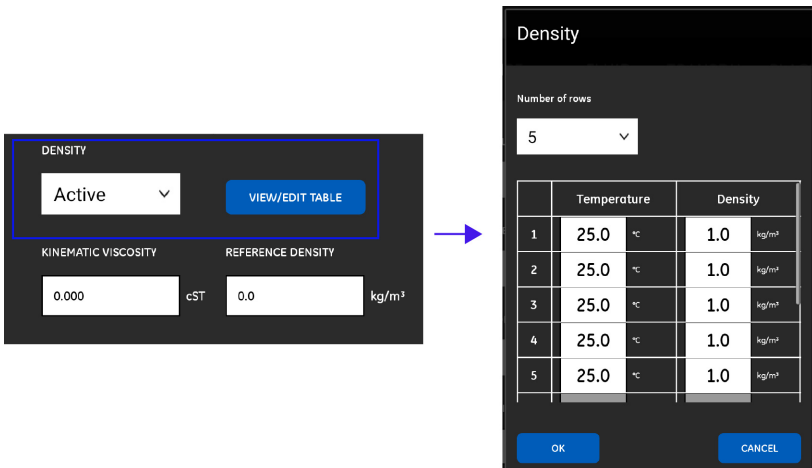 DENSITY
Active
VIEW/EDIT TABLE
KINEMATIC VISCOSITY REFERENCE DENSITY
0.000 cST 0.0 kg/m³
Density
Number of rows
5
Temperature Density
1 25.0 °C 1.0 kg/m³
2 25.0 °C 1.0 kg/m³
3 25.0 °C 1.0 kg/m³
4 25.0 °C 1.0 kg/m³
5 25.0 °C 1.0 kg/m³
OK CANCEL